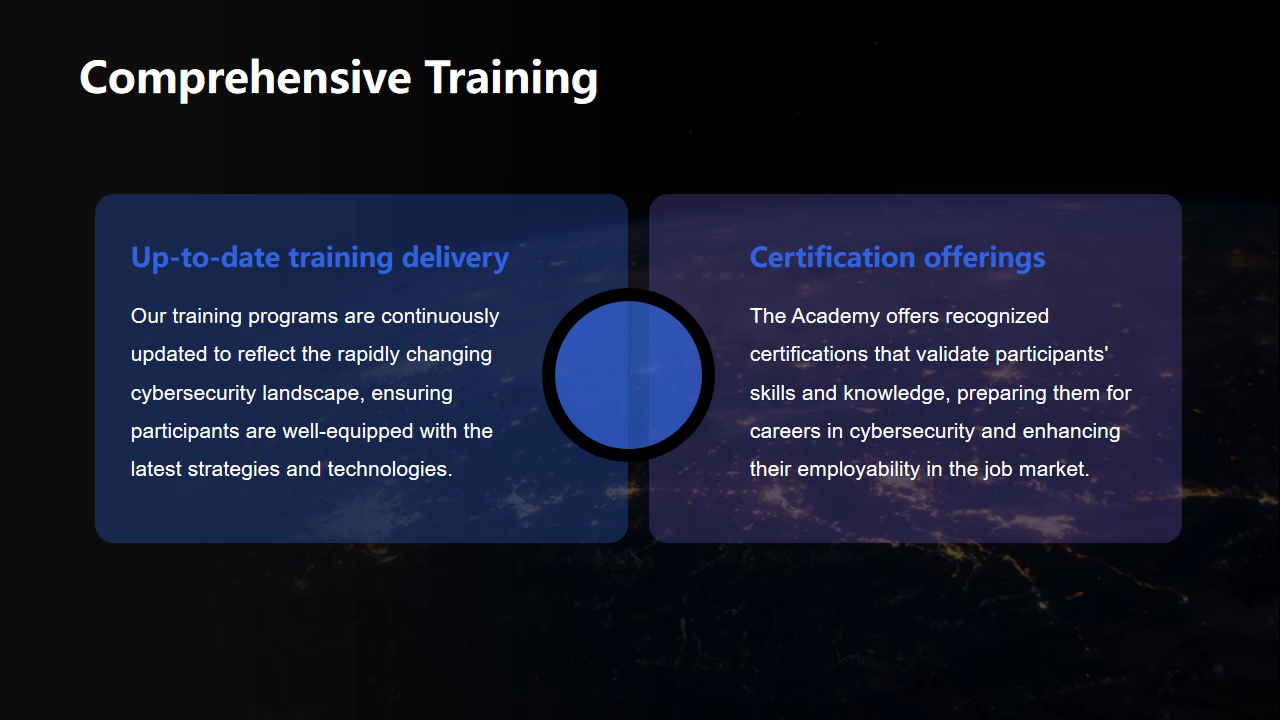 Comprehensive Training
Up-to-date training delivery
Our training programs are continuously
updated to reflect the rapidly changing
cybersecurity landscape, ensuring
participants are well-equipped with the
latest strategies and technologies.
Certification offerings
The Academy offers recognized
certifications that validate participants'
skills and knowledge, preparing them for
careers in cybersecurity and enhancing
their employability in the job market.